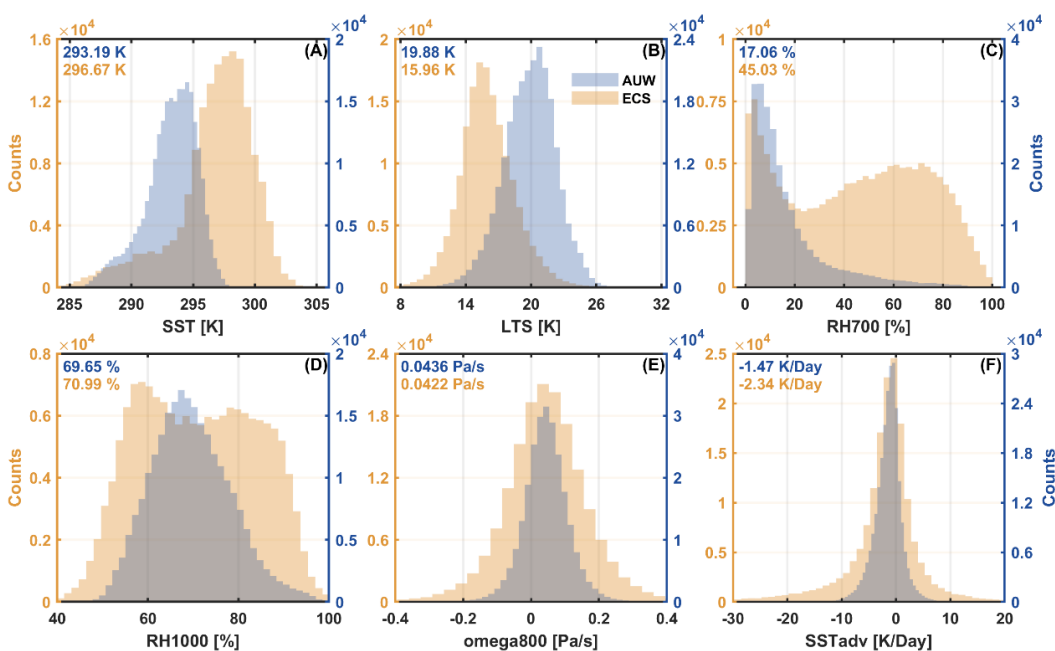 ×10⁴ ×10⁴ ×10⁴ ×10⁴ ×10⁴ ×10⁴
1.6 2 2 2.4 1 4
293.19 K (A) 19.88 K (B) 17.06 % (C)
296.67 K 15.96 K 45.03 %
AUW
ECS
1.2 1.5 1.5 1.8 0.75 3
Counts 0.8 1 1 1.2 0.5 2 Counts
0.4 0.5 0.5 0.6 0.25 1
0 0 0 0 0 0
285 290 295 300 305 8 14 20 26 32 0 20 40 60 80 100
SST [K] LTS [K] RH700 [%]
×10⁴ ×10⁴ ×10⁴ ×10⁴ ×10⁴ ×10⁴
0.8 2 2.4 4 2.5 3
69.65 % (D) 0.0436 Pa/s (E) -1.47 K/Day (F)
70.99 % 0.0422 Pa/s -2.34 K/Day
2
0.6 1.5 1.8 3 2.4
1.5 1.8
Counts 0.4 1 1.2 2 Counts
1 1.2
0.2 0.5 0.6 1 0.5 0.6
0 0 0 0 0 0
40 60 80 100 -0.4 -0.2 0 0.2 0.4 -30 -20 -10 0 10 20
RH1000 [%] omega800 [Pa/s] SSTadv [K/Day]